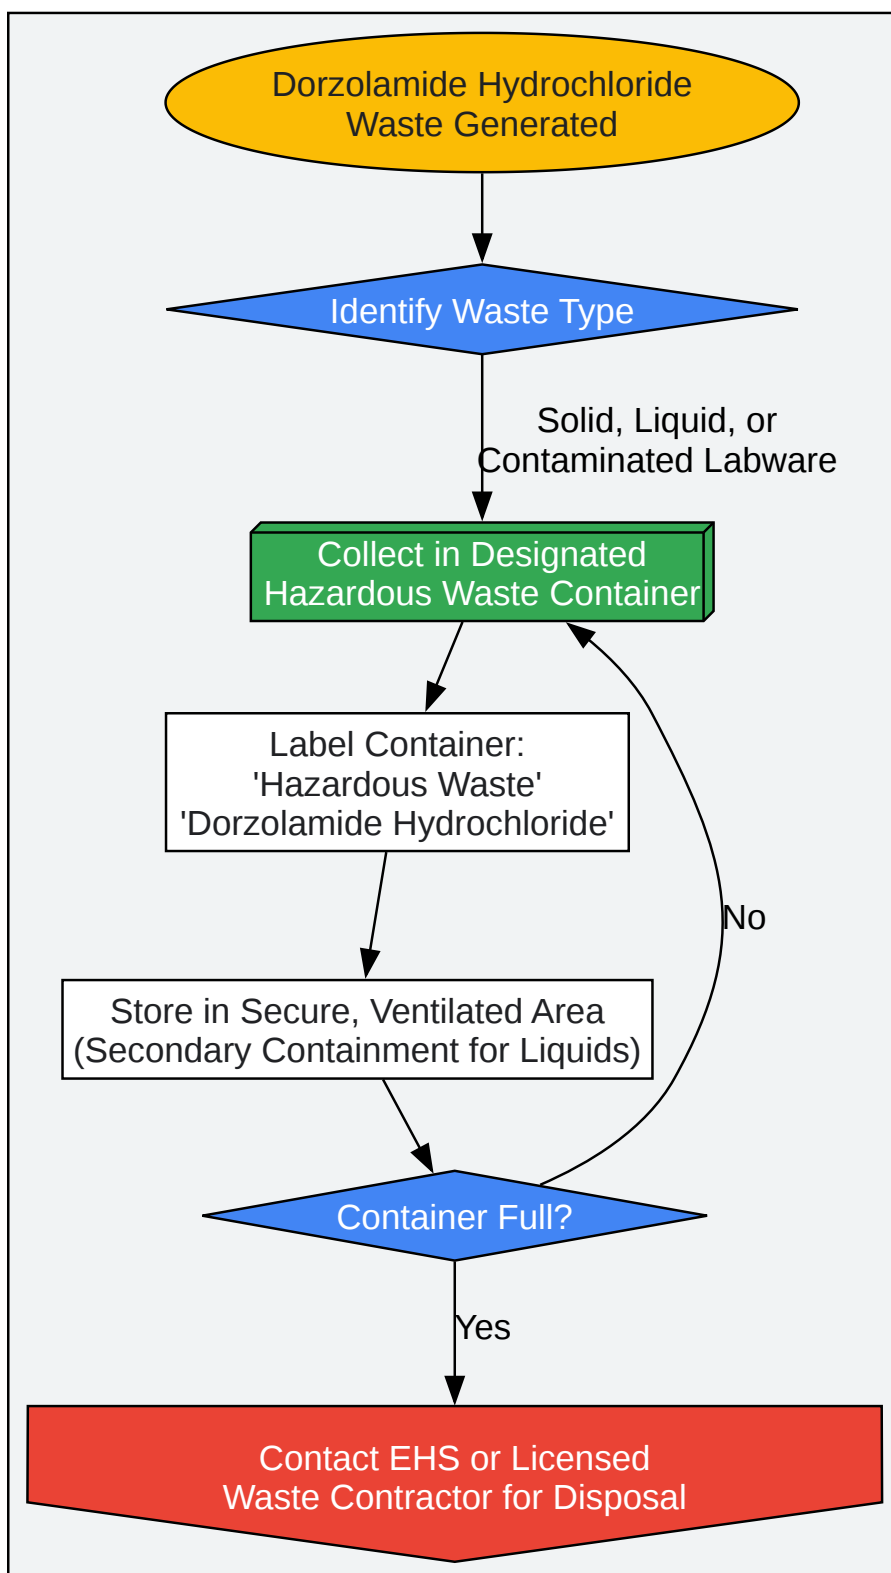 Dorzolamide Hydrochloride
Waste Generated
Identify Waste Type
Solid, Liquid, or
Contaminated Labware
Collect in Designated
Hazardous Waste Container
Label Container:
'Hazardous Waste'
'Dorzolamide Hydrochloride'
No
Store in Secure, Ventilated Area
(Secondary Containment for Liquids)
Container Full?
Yes
Contact EHS or Licensed
Waste Contractor for Disposal